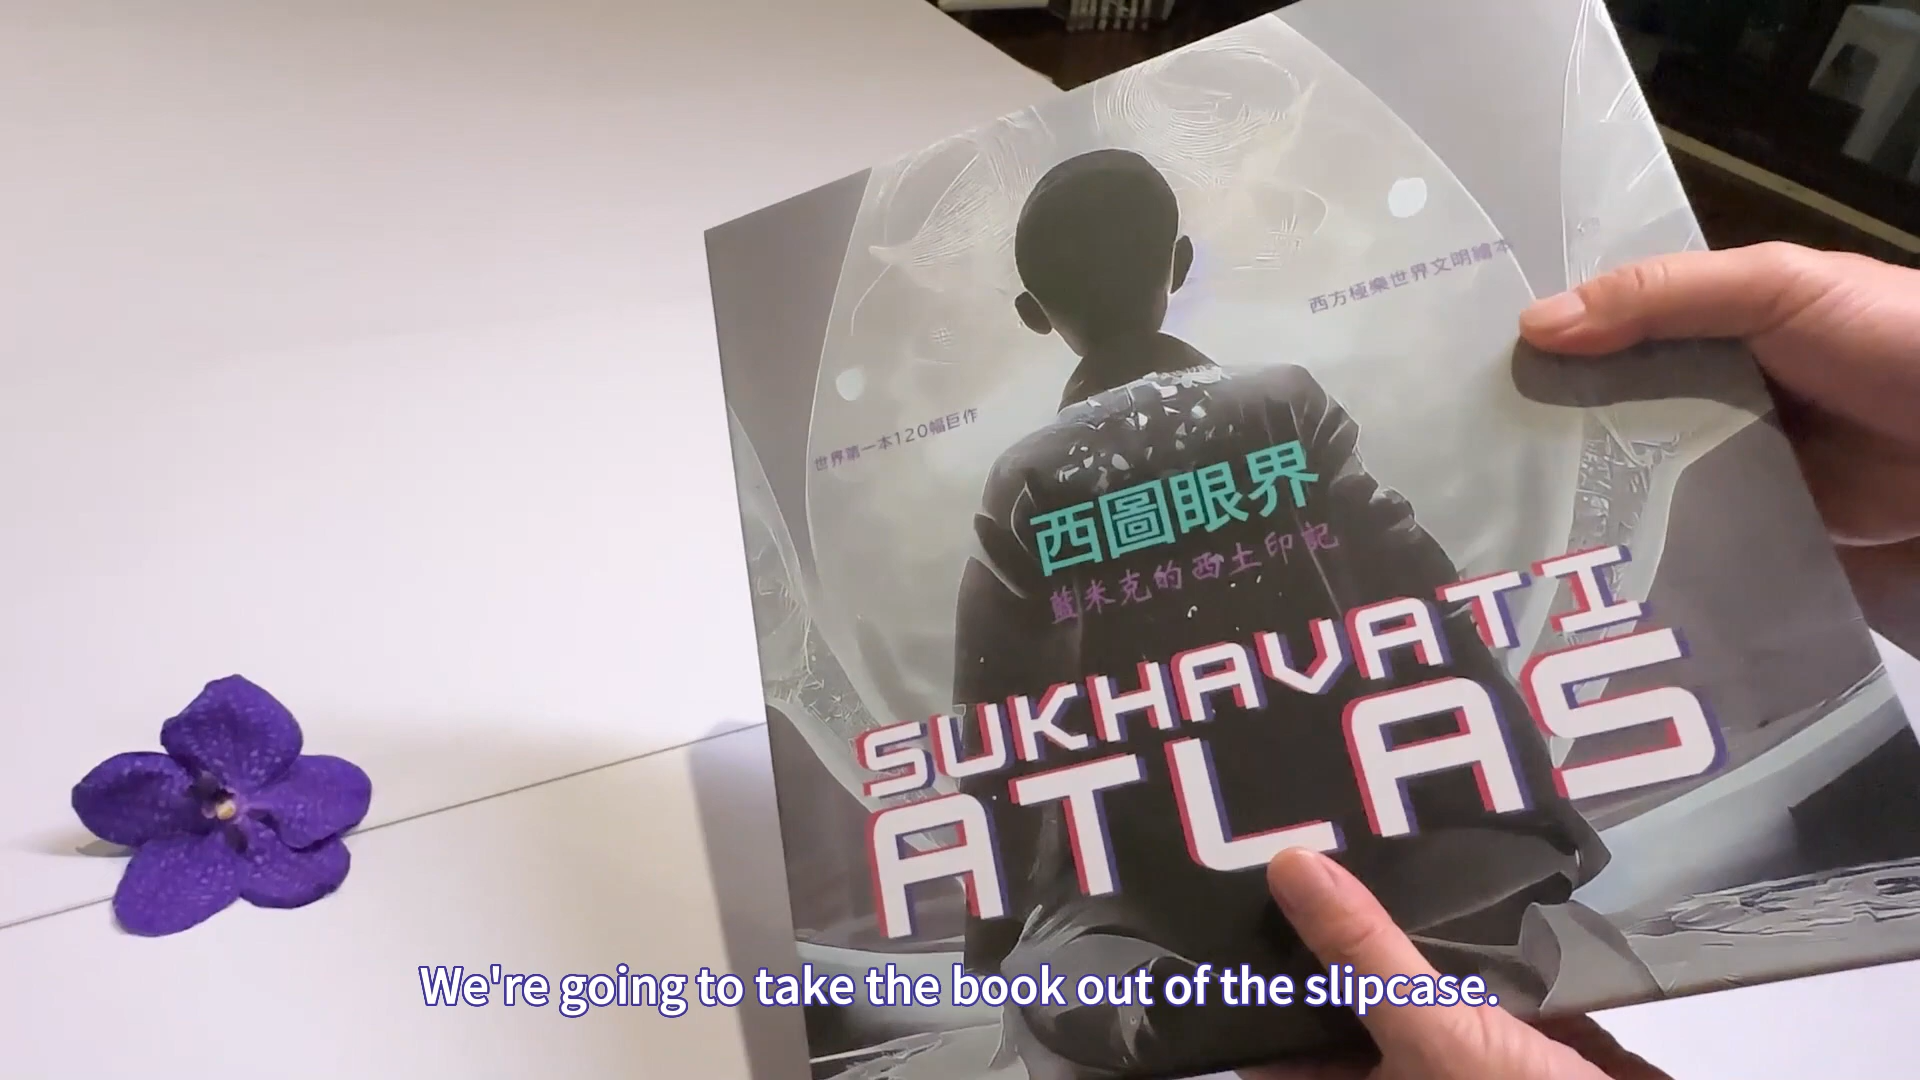 西方極樂世界文明繪本
世界第一本120幅巨作
西圖眼界
藍米克的西土印記
SUKHAVATI
ATLAS
We're going to take the book out of the slipcase.